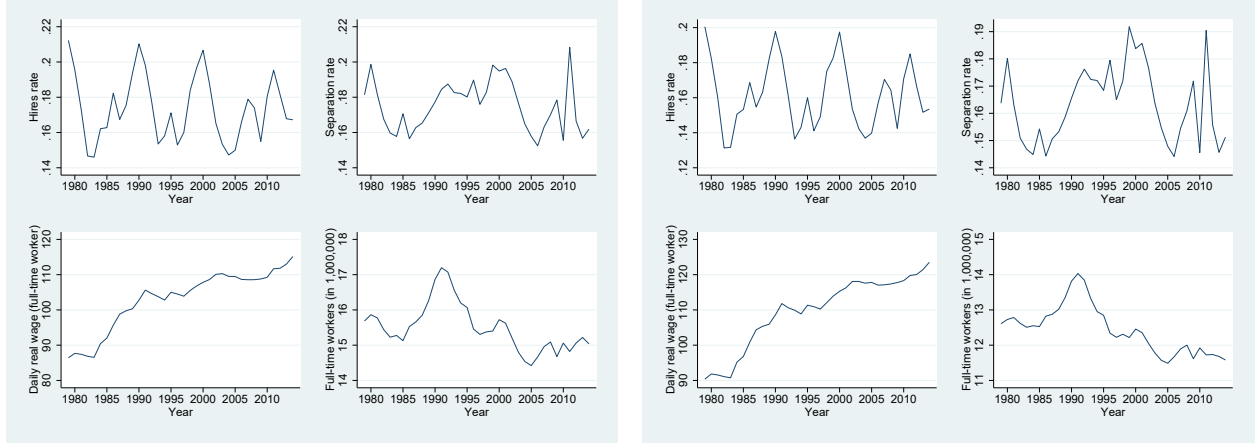 Hires rate
.14 .16 .18 .2 .22
1980 1985 1990 1995 2000 2005 2010
Year
Separation rate
.14 .16 .18 .2 .22
1980 1985 1990 1995 2000 2005 2010
Year
Daily real wage (full-time worker)
80 90 100 110 120
1980 1985 1990 1995 2000 2005 2010
Year
Full-time workers (in 1,000,000)
14 15 16 17 18
1980 1985 1990 1995 2000 2005 2010
Year
Hires rate
.12 .14 .16 .18 .2
1980 1985 1990 1995 2000 2005 2010
Year
Separation rate
.14 .15 .16 .17 .18 .19
1980 1985 1990 1995 2000 2005 2010
Year
Daily real wage (full-time worker)
90 100 110 120 130
1980 1985 1990 1995 2000 2005 2010
Year
Full-time workers (in 1,000,000)
11 12 13 14 15
1980 1985 1990 1995 2000 2005 2010
Year